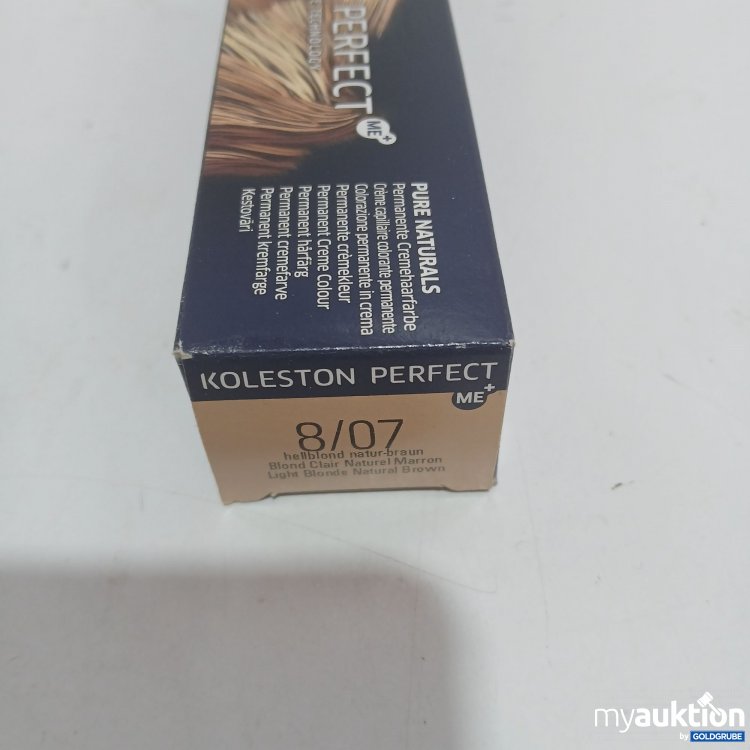 PERFECT
ME+
TECHNOLOGY
PURE NATURALS
Permanente Cremehaarfarbe
Crème capillaire colorante permanente
Colorazione permanente in crema
Permanente crèmekleur
Permanent Creme Colour
Permanent hårfärg
Permanent cremefarve
Permanent kremfarge
Kestoväri
KOLESTON PERFECT
ME+
8/07
hellblond natur-braun
Blond Clair Naturel Marron
Light Blonde Natural Brown
myauktion
by GOLDGRUBE